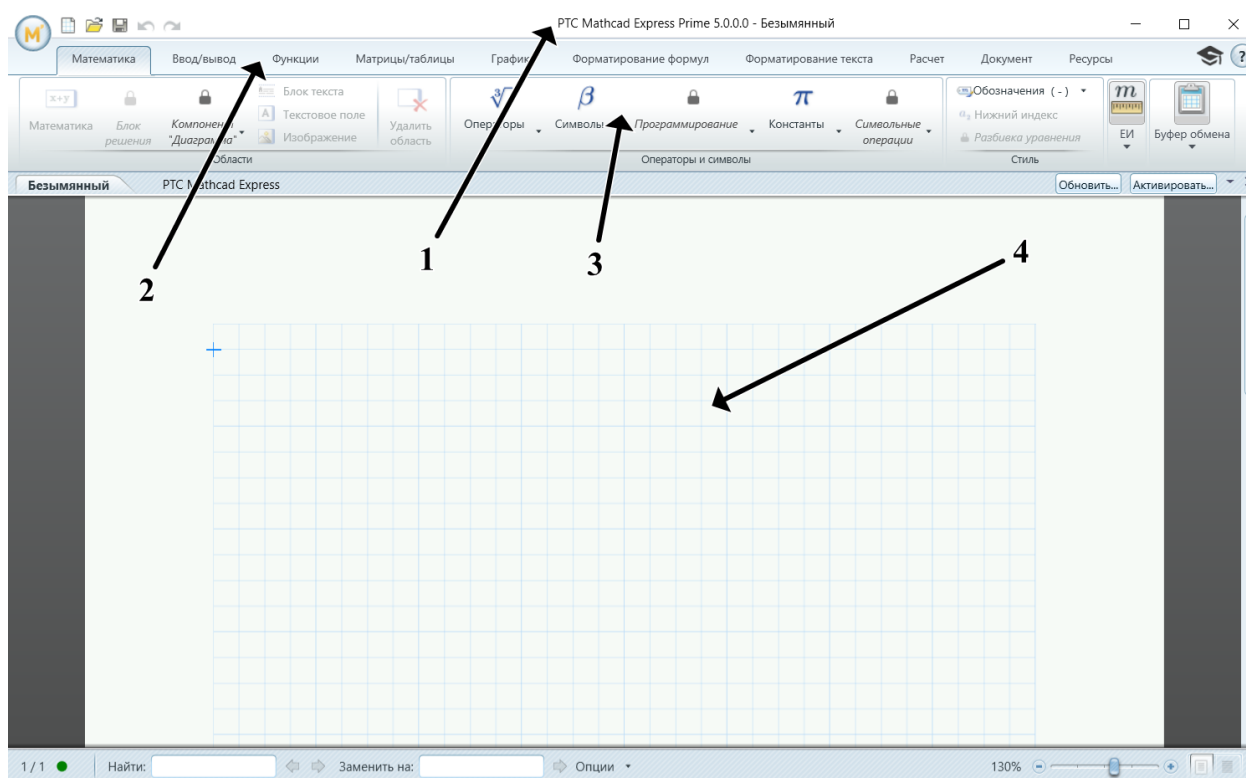 PTC Mathcad Express Prime 5.0.0.0 - Безымянный
Математика Ввод/вывод Функции Матрицы/таблицы График Форматирование формул Форматирование текста Расчет Документ Ресурсы ?
x+y Математика
Блок решения
Компонент "Диаграмма"
Блок текста
Текстовое поле
Изображение
Удалить область
Области
Операторы
β Символы
Программирование
π Константы
Символьные операции
Операторы и символы
Обозначения (-)
Нижний индекс
Разбивка уравнения
Стиль
m ЕИ
Буфер обмена
Безымянный PTC Mathcad Express Обновить... Активировать...
1
2
3
4
1 / 1 Найти: Заменить на: Опции 130%